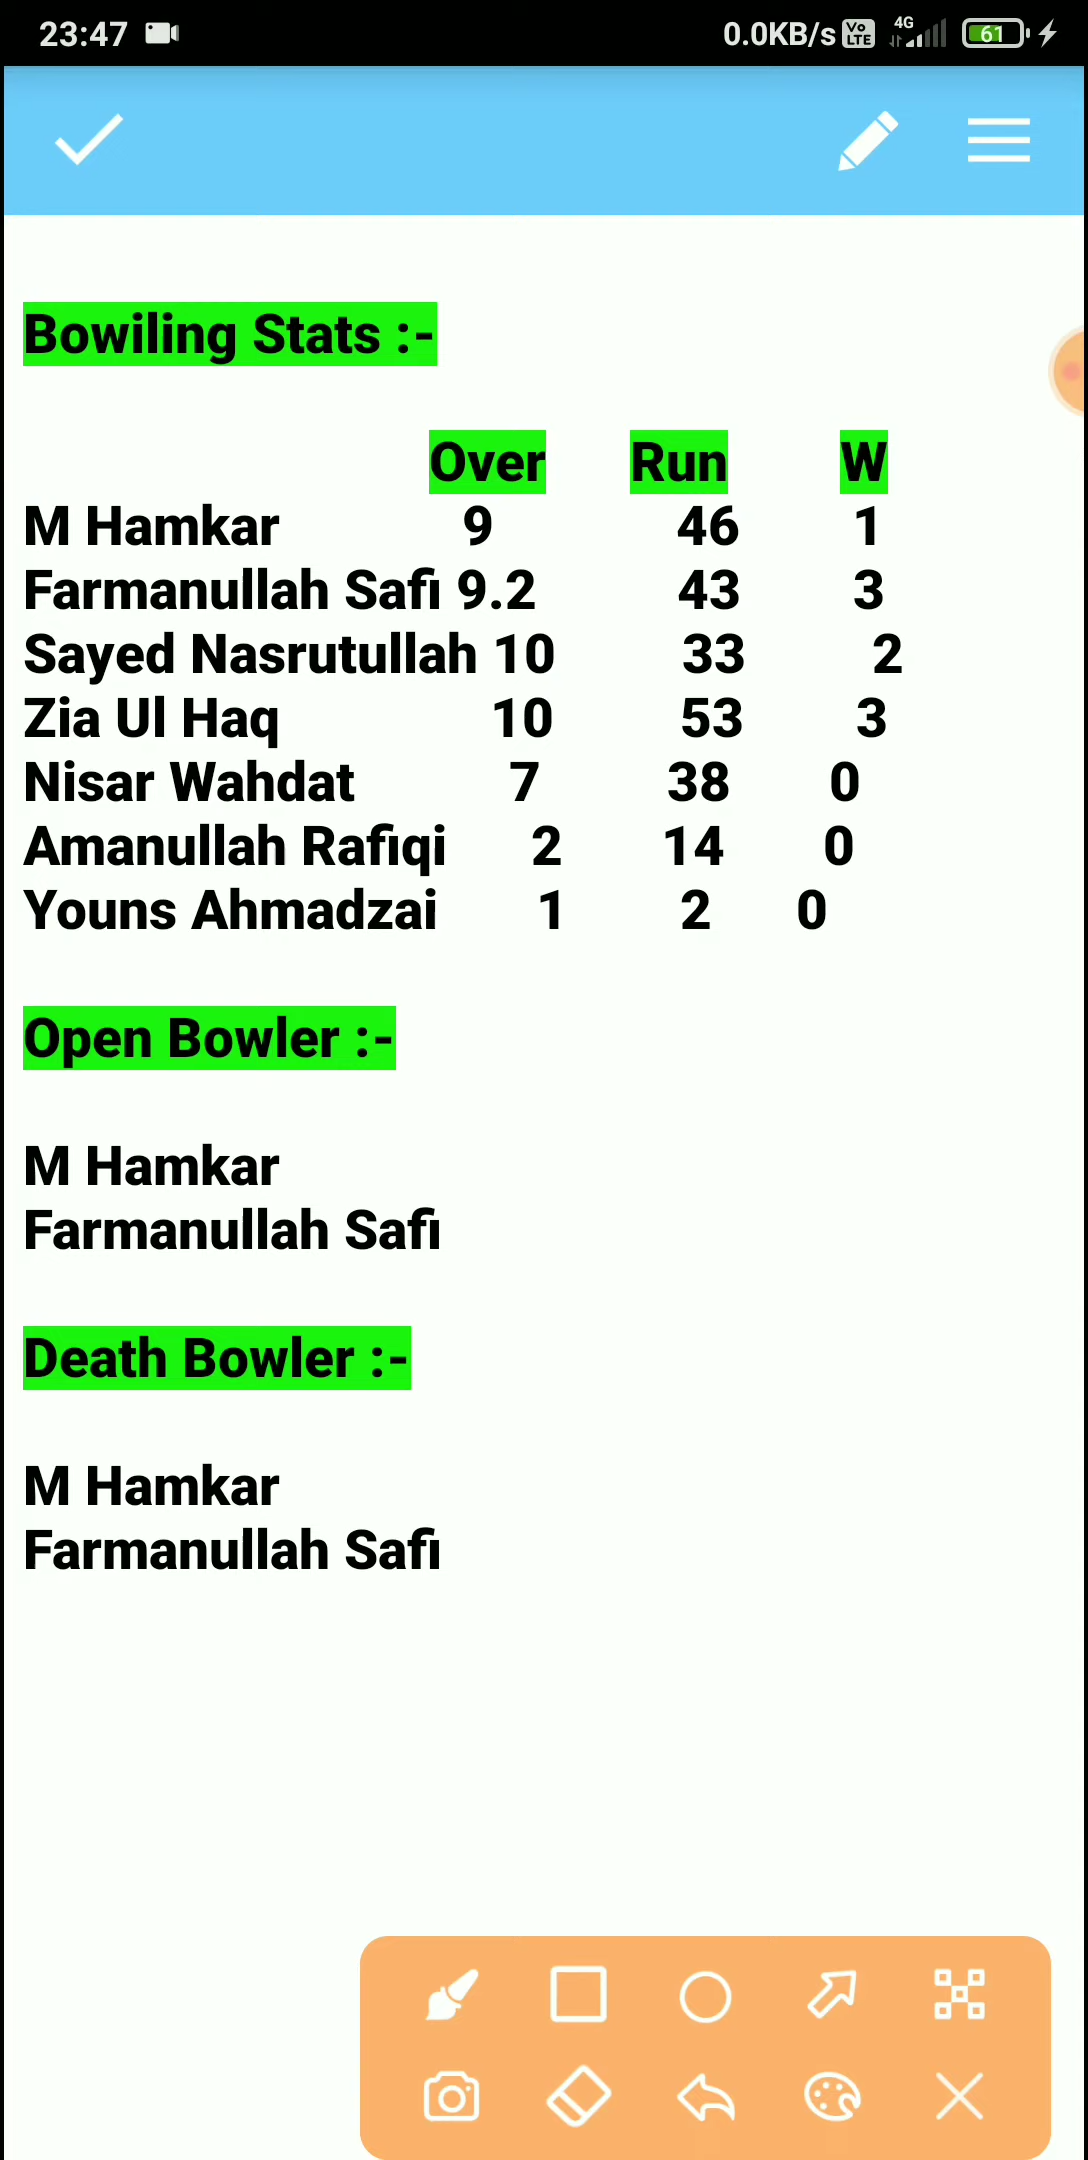 23:47 0.0KB/s Vo LTE 4G 61
Bowiling Stats :-
Over Run W
M Hamkar 9 46 1
Farmanullah Safi 9.2 43 3
Sayed Nasrutullah 10 33 2
Zia Ul Haq 10 53 3
Nisar Wahdat 7 38 0
Amanullah Rafiqi 2 14 0
Youns Ahmadzai 1 2 0
Open Bowler :-
M Hamkar
Farmanullah Safi
Death Bowler :-
M Hamkar
Farmanullah Safi